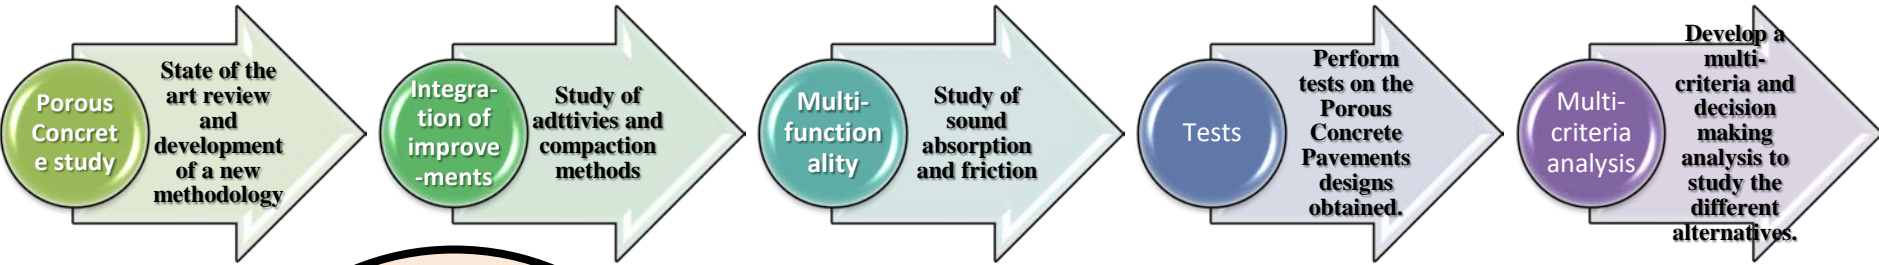 Porous
Concret
e study
State of the
art review
and
development
of a new
methodology
Integra-
tion of
improve
-ments
Study of
adttivies and
compaction
methods
Multi-
function
ality
Study of
sound
absorption
and friction
Tests
Perform
tests on the
Porous
Concrete
Pavements
designs
obtained.
Multi-
criteria
analysis
Develop a
multi-
criteria and
decision
making
analysis to
study the
different
alternatives.